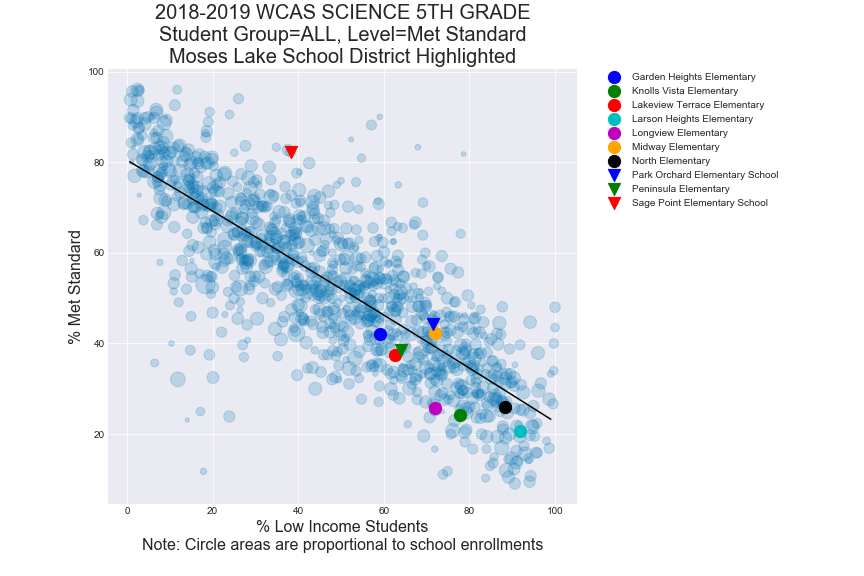 2018-2019 WCAS SCIENCE 5TH GRADE
Student Group=ALL, Level=Met Standard
Moses Lake School District Highlighted
100
80
60
40
20
% Met Standard
0
20
40
60
80
100
% Low Income Students
Note: Circle areas are proportional to school enrollments
Garden Heights Elementary
Knolls Vista Elementary
Lakeview Terrace Elementary
Larson Heights Elementary
Longview Elementary
Midway Elementary
North Elementary
Park Orchard Elementary School
Peninsula Elementary
Sage Point Elementary School